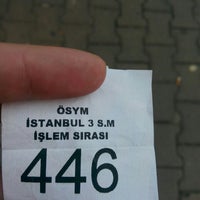 ÖSYM
İSTANBUL 3 S.M
İŞLEM SIRASI
446